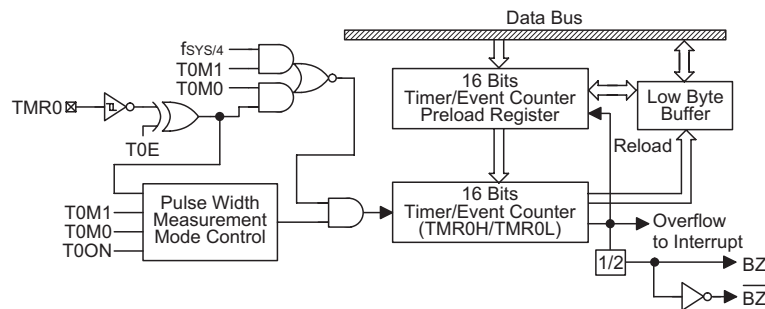 Data Bus
fSYS/4
T0M1
T0M0
TMR0
T0E
16 Bits
Timer/Event Counter
Preload Register
Low Byte
Buffer
Reload
T0M1
T0M0
T0ON
Pulse Width
Measurement
Mode Control
16 Bits
Timer/Event Counter
(TMR0H/TMR0L)
Overflow
to Interrupt
1/2
BZ
B̅Z̅